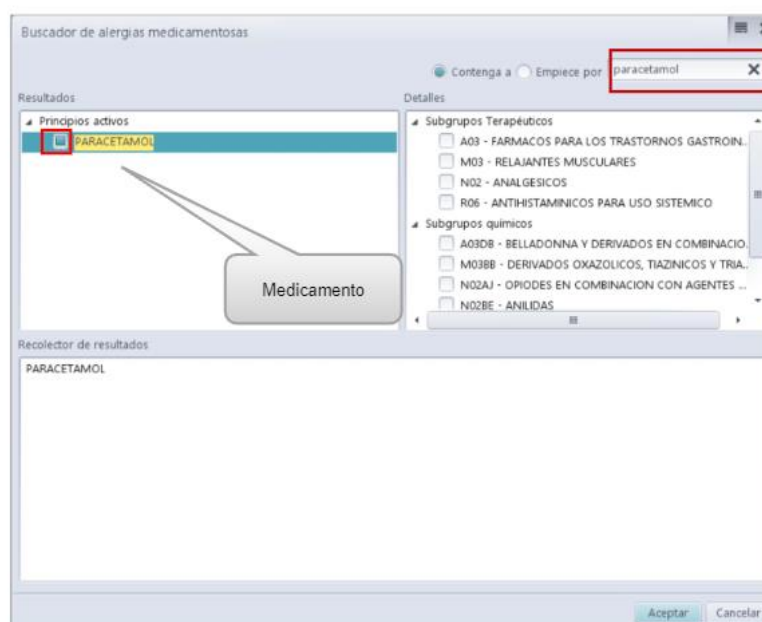 Buscador de alergias medicamentosas
Contenga a Empiece por paracetamol
Resultados
Principios activos
PARACETAMOL
Medicamento
Detalles
Subgrupos Terapéuticos
A03 - FARMACOS PARA LOS TRASTORNOS GASTROIN..
M03 - RELAJANTES MUSCULARES
N02 - ANALGESICOS
R06 - ANTIHISTAMINICOS PARA USO SISTEMICO
Subgrupos químicos
A03DB - BELLADONNA Y DERIVADOS EN COMBINACIO..
M03BB - DERIVADOS OXAZOLICOS, TIAZINICOS Y TRIA..
N02AJ - OPIODES EN COMBINACION CON AGENTES ...
N02BE - ANILIDAS
Recolector de resultados
PARACETAMOL
Aceptar Cancelar